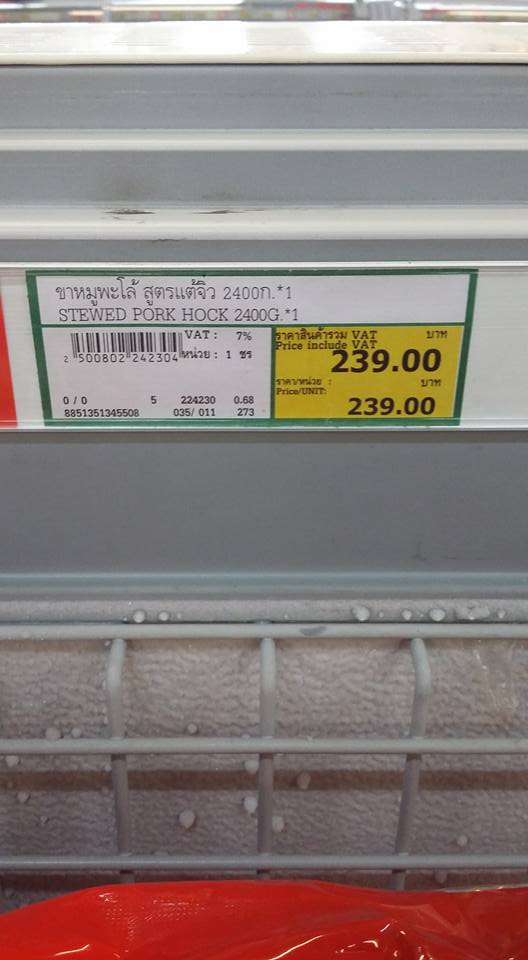 ขาหมูพะโล้ สูตรแต้จิ๋ว 2400ก.*1
STEWED PORK HOCK 2400G.*1
VAT : 7%
2 500802 242304 หน่วย : 1 ชร
0 / 0 5 224230 0.68
8851351345508 035/ 011 273
ราคาสินค้ารวม VAT บาท
Price include VAT
239.00
ราคา/หน่วย : บาท
Price/UNIT:
239.00